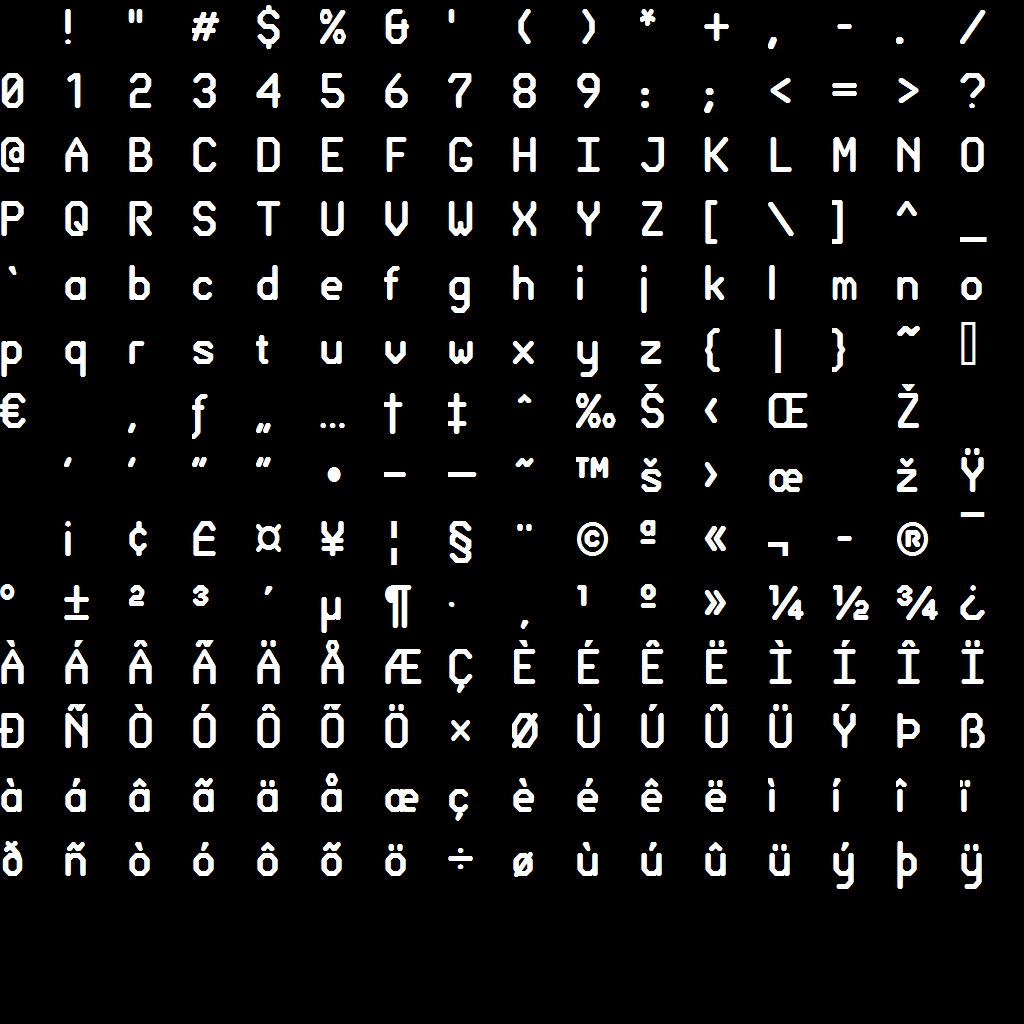 ! " # $ % & ' ( ) * + , - . /
0 1 2 3 4 5 6 7 8 9 : ; < = > ?
@ A B C D E F G H I J K L M N O
P Q R S T U V W X Y Z [ \ ] ^ _
` a b c d e f g h i j k l m n o
p q r s t u v w x y z { | } ~ ▯
€ ‚ ƒ „ … † ‡ ˆ ‰ Š ‹ Œ Ž
‘ ’ “ ” • – — ˜ ™ š › œ ž Ÿ
¡ ¢ £ ¤ ¥ ¦ § ¨ © ª « ¬ - ® ¯
° ± ² ³ ´ µ ¶ · ¸ ¹ º » ¼ ½ ¾ ¿
À Á Â Ã Ä Å Æ Ç È É Ê Ë Ì Í Î Ï
Ð Ñ Ò Ó Ô Õ Ö × Ø Ù Ú Û Ü Ý Þ ß
à á â ã ä å æ ç è é ê ë ì í î ï
ð ñ ò ó ô õ ö ÷ ø ù ú û ü ý þ ÿ